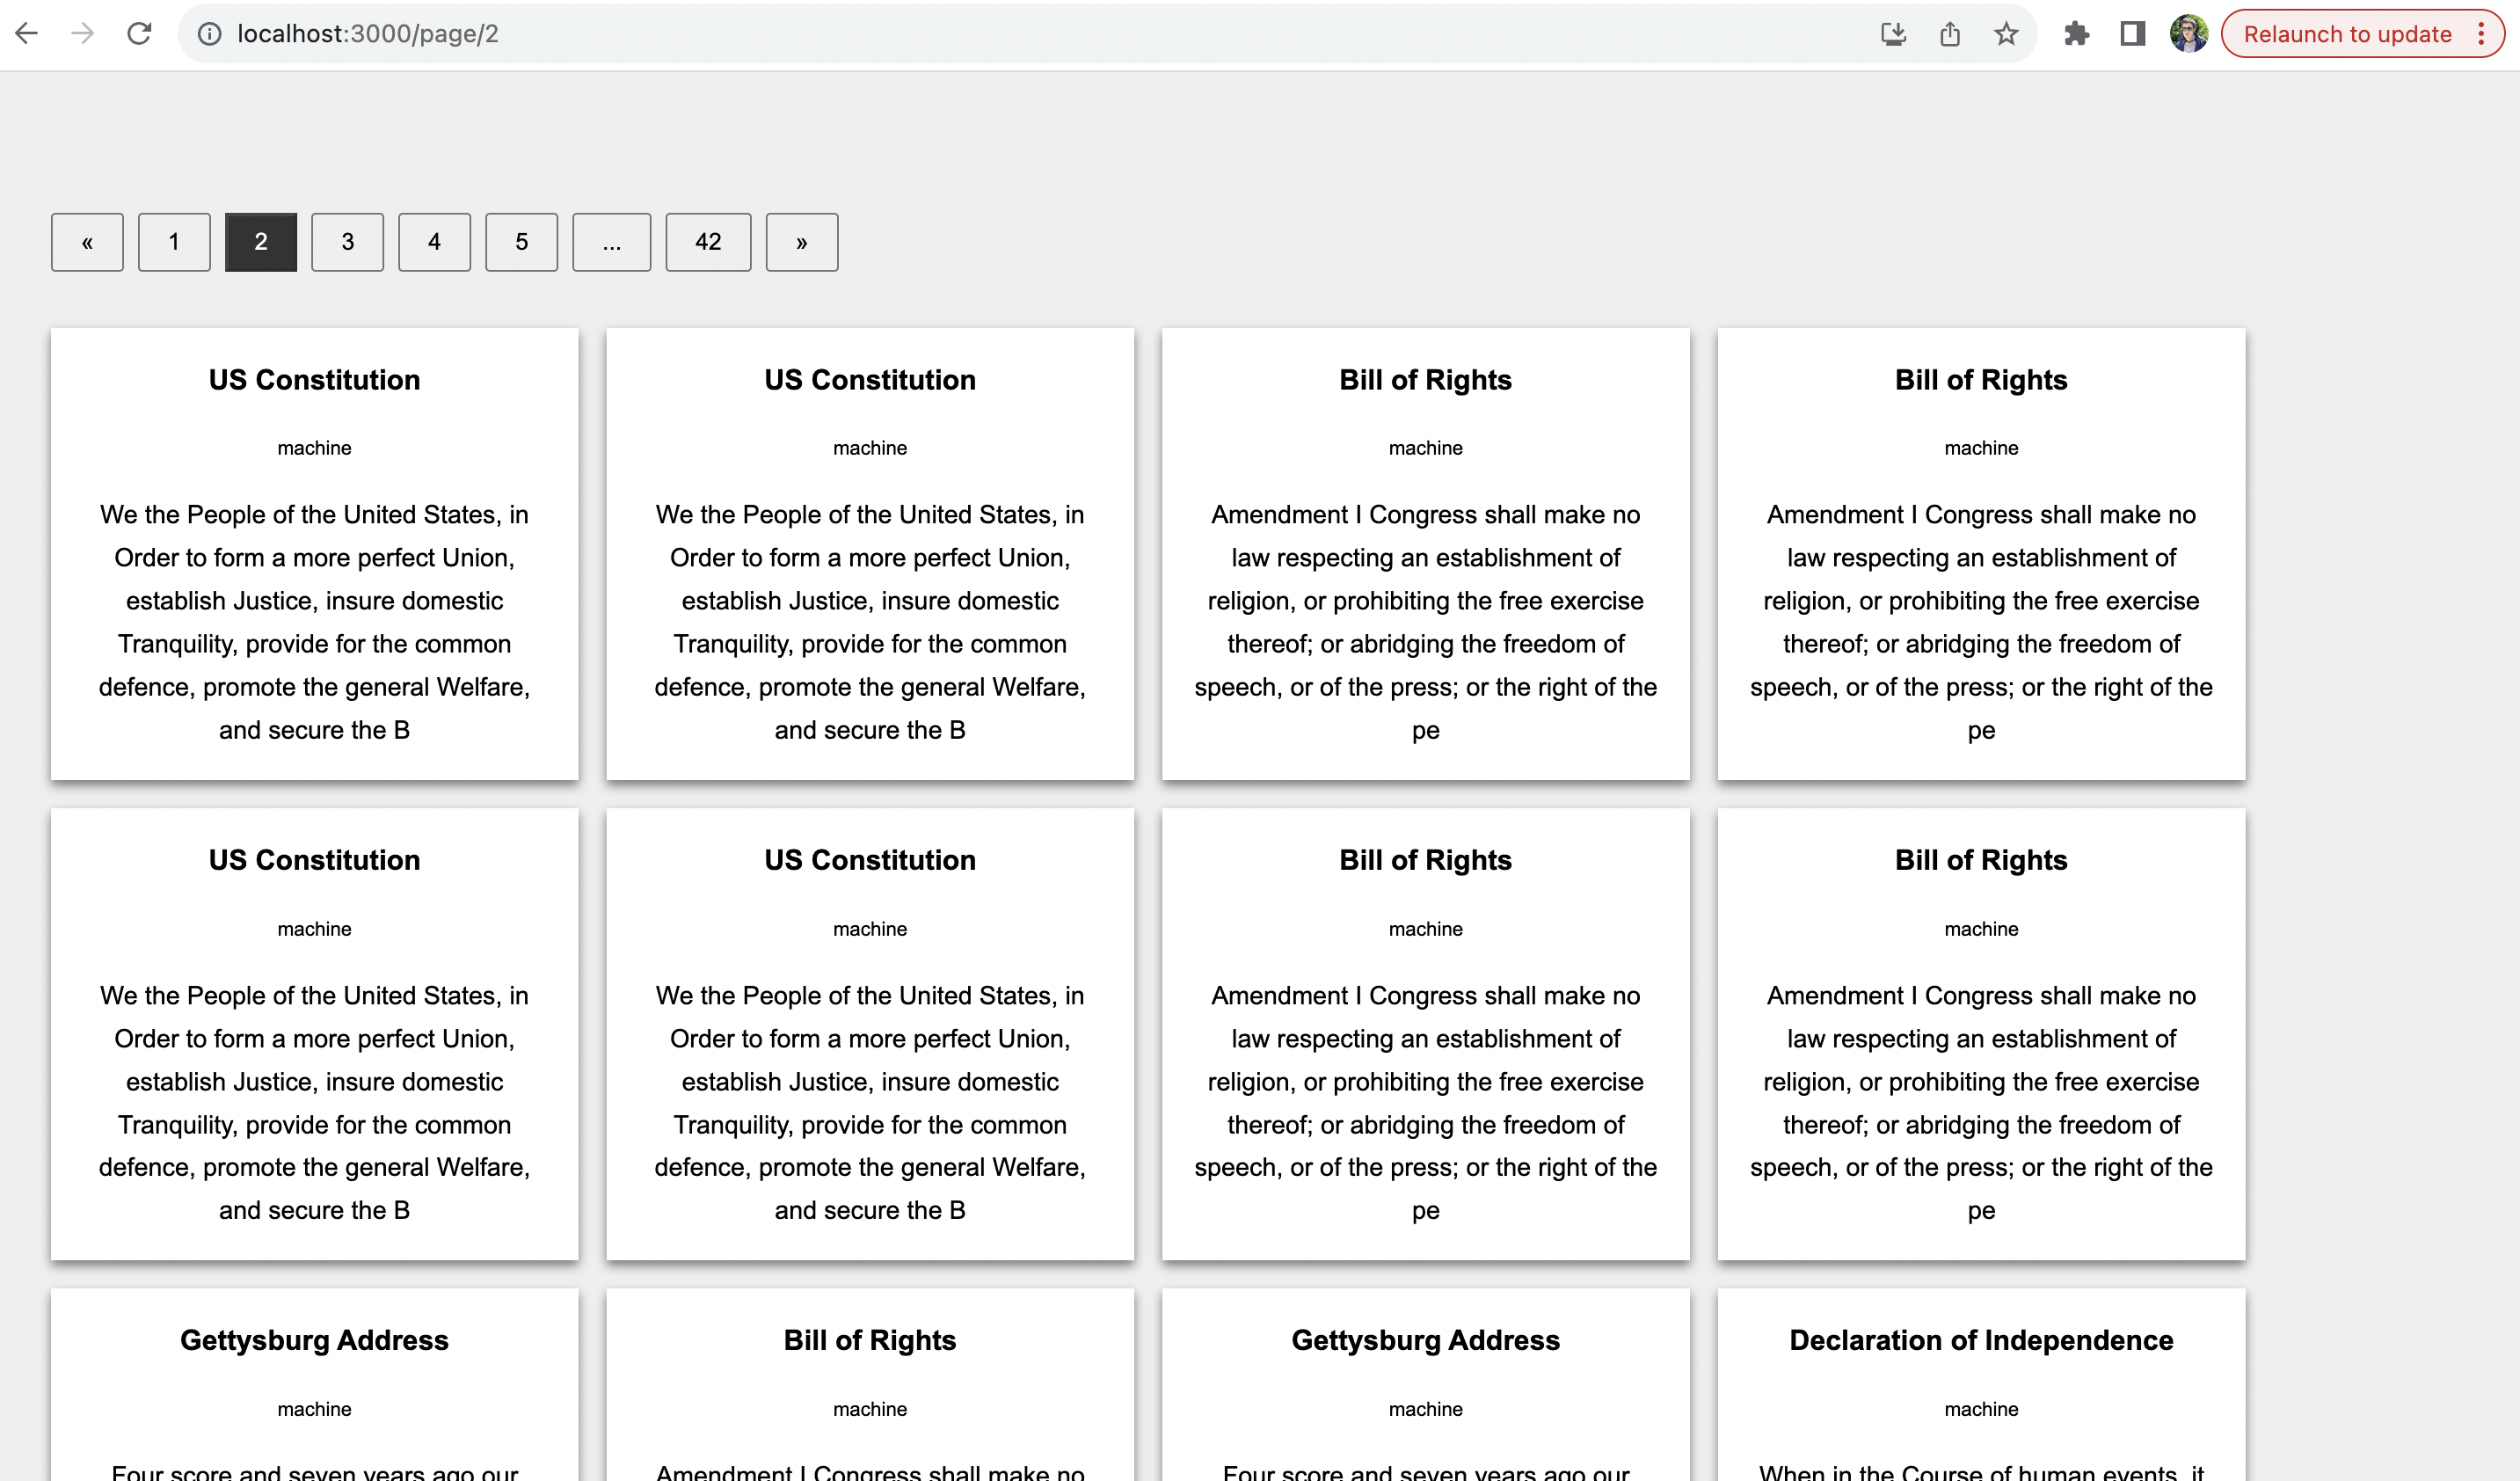 localhost:3000/page/2
Relaunch to update
« 1 2 3 4 5 ... 42 »
US Constitution
machine
We the People of the United States, in
Order to form a more perfect Union,
establish Justice, insure domestic
Tranquility, provide for the common
defence, promote the general Welfare,
and secure the B
US Constitution
machine
We the People of the United States, in
Order to form a more perfect Union,
establish Justice, insure domestic
Tranquility, provide for the common
defence, promote the general Welfare,
and secure the B
Bill of Rights
machine
Amendment I Congress shall make no
law respecting an establishment of
religion, or prohibiting the free exercise
thereof; or abridging the freedom of
speech, or of the press; or the right of the
pe
Bill of Rights
machine
Amendment I Congress shall make no
law respecting an establishment of
religion, or prohibiting the free exercise
thereof; or abridging the freedom of
speech, or of the press; or the right of the
pe
US Constitution
machine
We the People of the United States, in
Order to form a more perfect Union,
establish Justice, insure domestic
Tranquility, provide for the common
defence, promote the general Welfare,
and secure the B
US Constitution
machine
We the People of the United States, in
Order to form a more perfect Union,
establish Justice, insure domestic
Tranquility, provide for the common
defence, promote the general Welfare,
and secure the B
Bill of Rights
machine
Amendment I Congress shall make no
law respecting an establishment of
religion, or prohibiting the free exercise
thereof; or abridging the freedom of
speech, or of the press; or the right of the
pe
Bill of Rights
machine
Amendment I Congress shall make no
law respecting an establishment of
religion, or prohibiting the free exercise
thereof; or abridging the freedom of
speech, or of the press; or the right of the
pe
Gettysburg Address
machine
Four score and seven years ago our
Bill of Rights
machine
Amendment I Congress shall make no
Gettysburg Address
machine
Four score and seven years ago our
Declaration of Independence
machine
When in the Course of human events, it